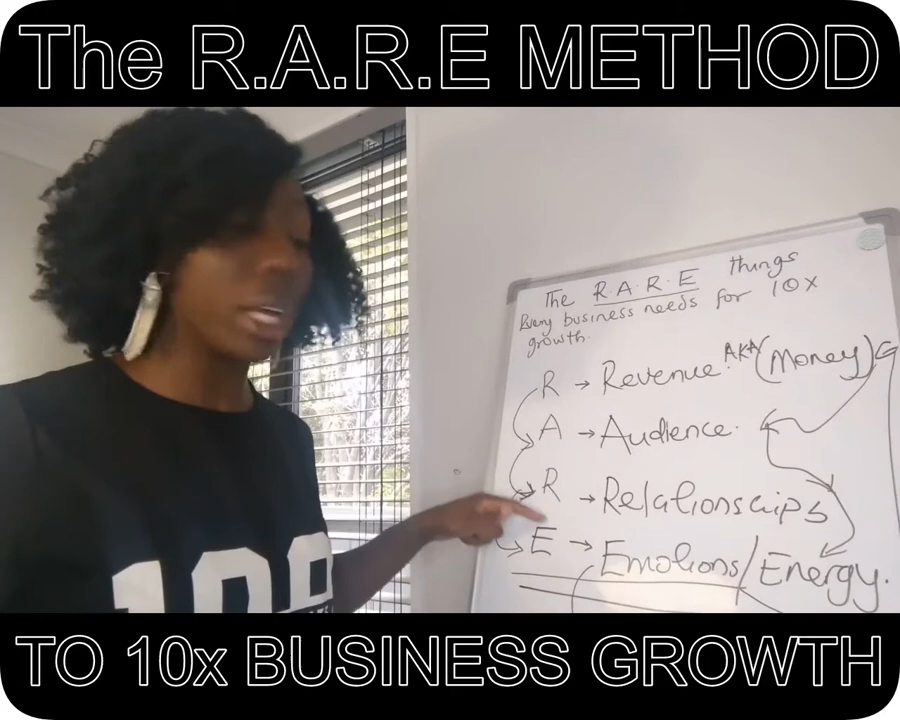 The R.A.R.E METHOD
The R.A.R.E things
Every business needs for 10x
growth.
R → Revenue. AKA (Money)
A → Audience.
R → Relationships
E → Emotions/Energy.
100
TO 10x BUSINESS GROWTH